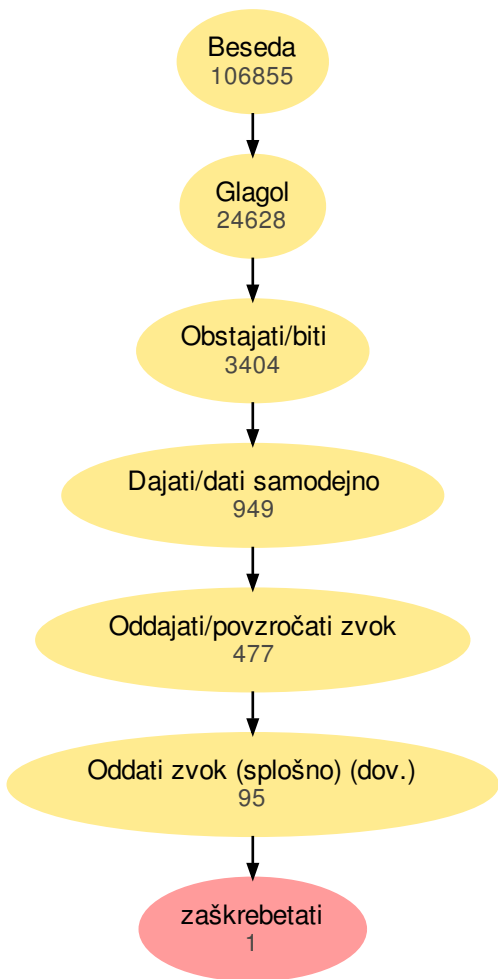 Beseda
106855
Glagol
24628
Obstajati/biti
3404
Dajati/dati samodejno
949
Oddajati/povzročati zvok
477
Oddati zvok (splošno) (dov.)
95
zaškrebetati
1